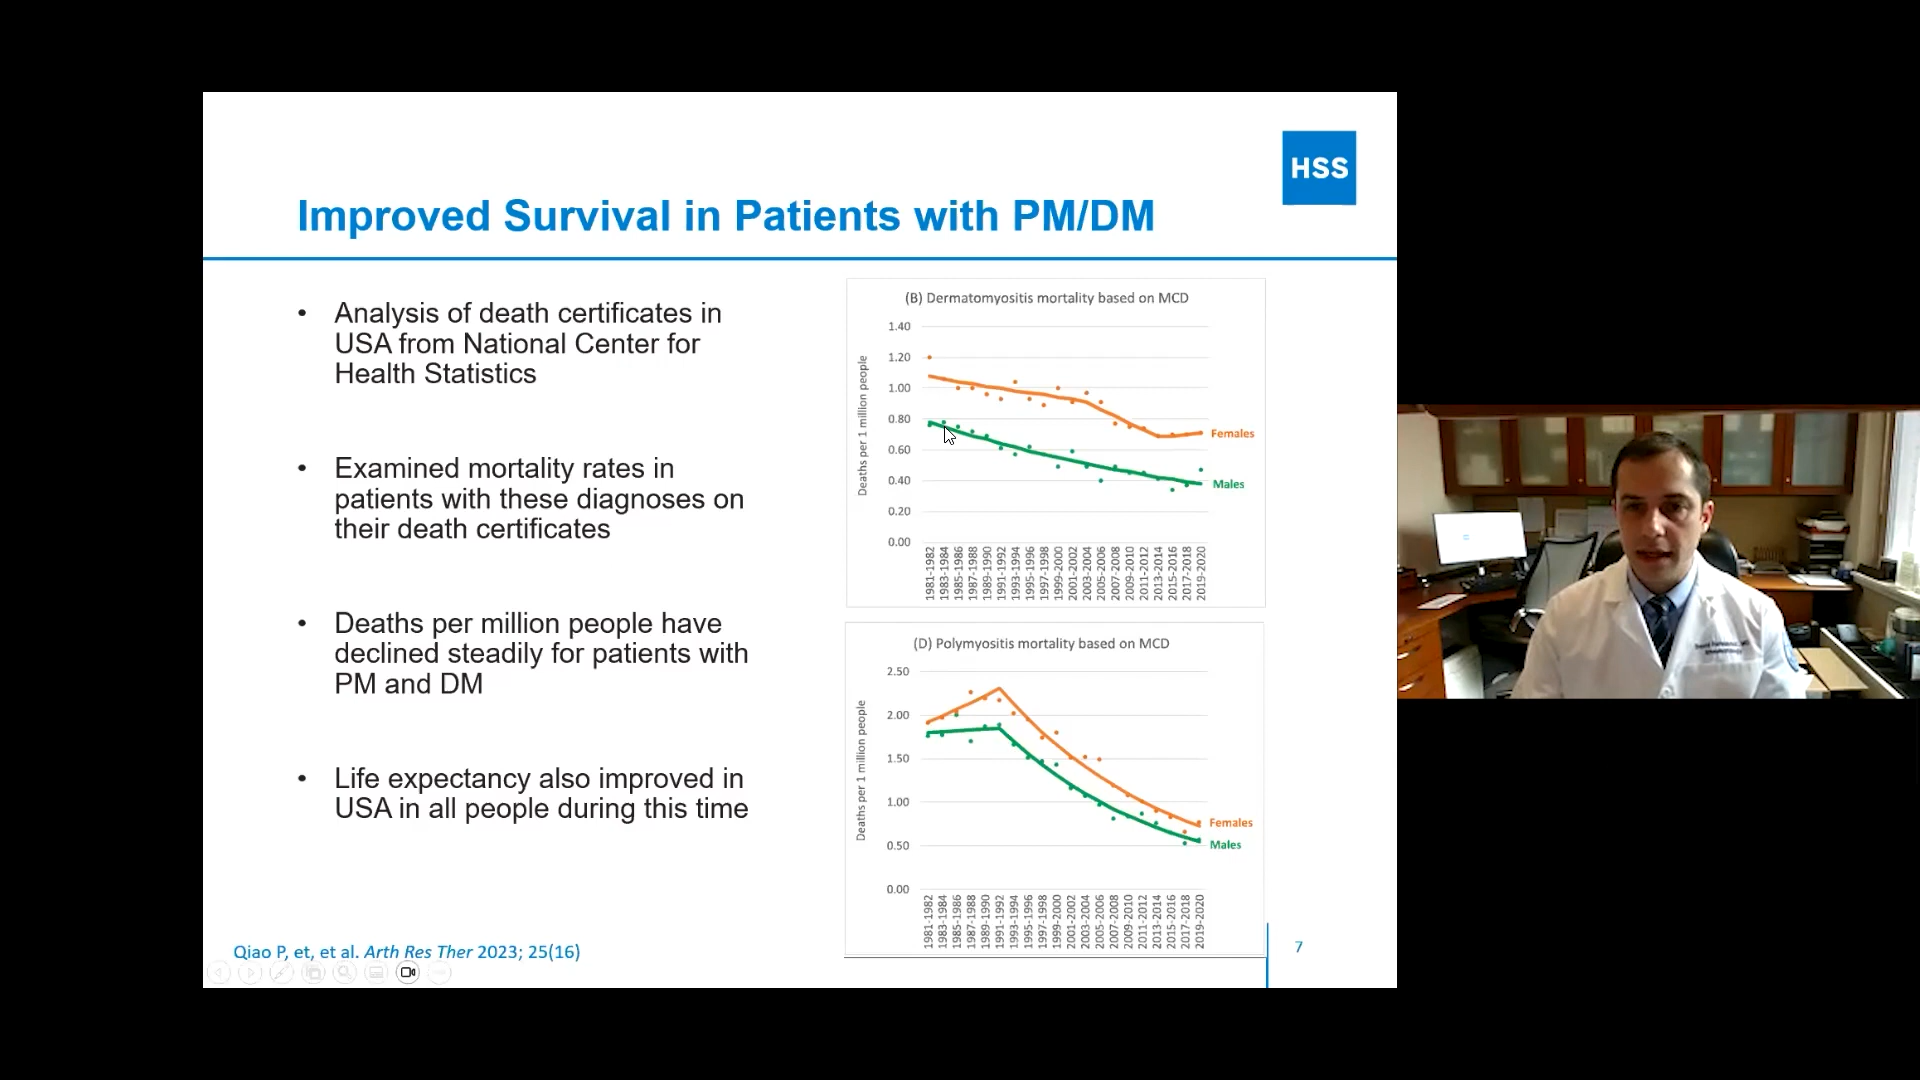 HSS
Improved Survival in Patients with PM/DM
• Analysis of death certificates in
USA from National Center for
Health Statistics
• Examined mortality rates in
patients with these diagnoses on
their death certificates
• Deaths per million people have
declined steadily for patients with
PM and DM
• Life expectancy also improved in
USA in all people during this time
(B) Dermatomyositis mortality based on MCD
Deaths per 1 million people
1.40
1.20
1.00
0.80
0.60
0.40
0.20
0.00
Females
Males
1981-1982
1983-1984
1985-1986
1987-1988
1989-1990
1991-1992
1993-1994
1995-1996
1997-1998
1999-2000
2001-2002
2003-2004
2005-2006
2007-2008
2009-2010
2011-2012
2013-2014
2015-2016
2017-2018
2019-2020
(D) Polymyositis mortality based on MCD
Deaths per 1 million people
2.50
2.00
1.50
1.00
0.50
0.00
Females
Males
1981-1982
1983-1984
1985-1986
1987-1988
1989-1990
1991-1992
1993-1994
1995-1996
1997-1998
1999-2000
2001-2002
2003-2004
2005-2006
2007-2008
2009-2010
2011-2012
2013-2014
2015-2016
2017-2018
2019-2020
Qiao P, et, et al. Arth Res Ther 2023; 25(16)
7